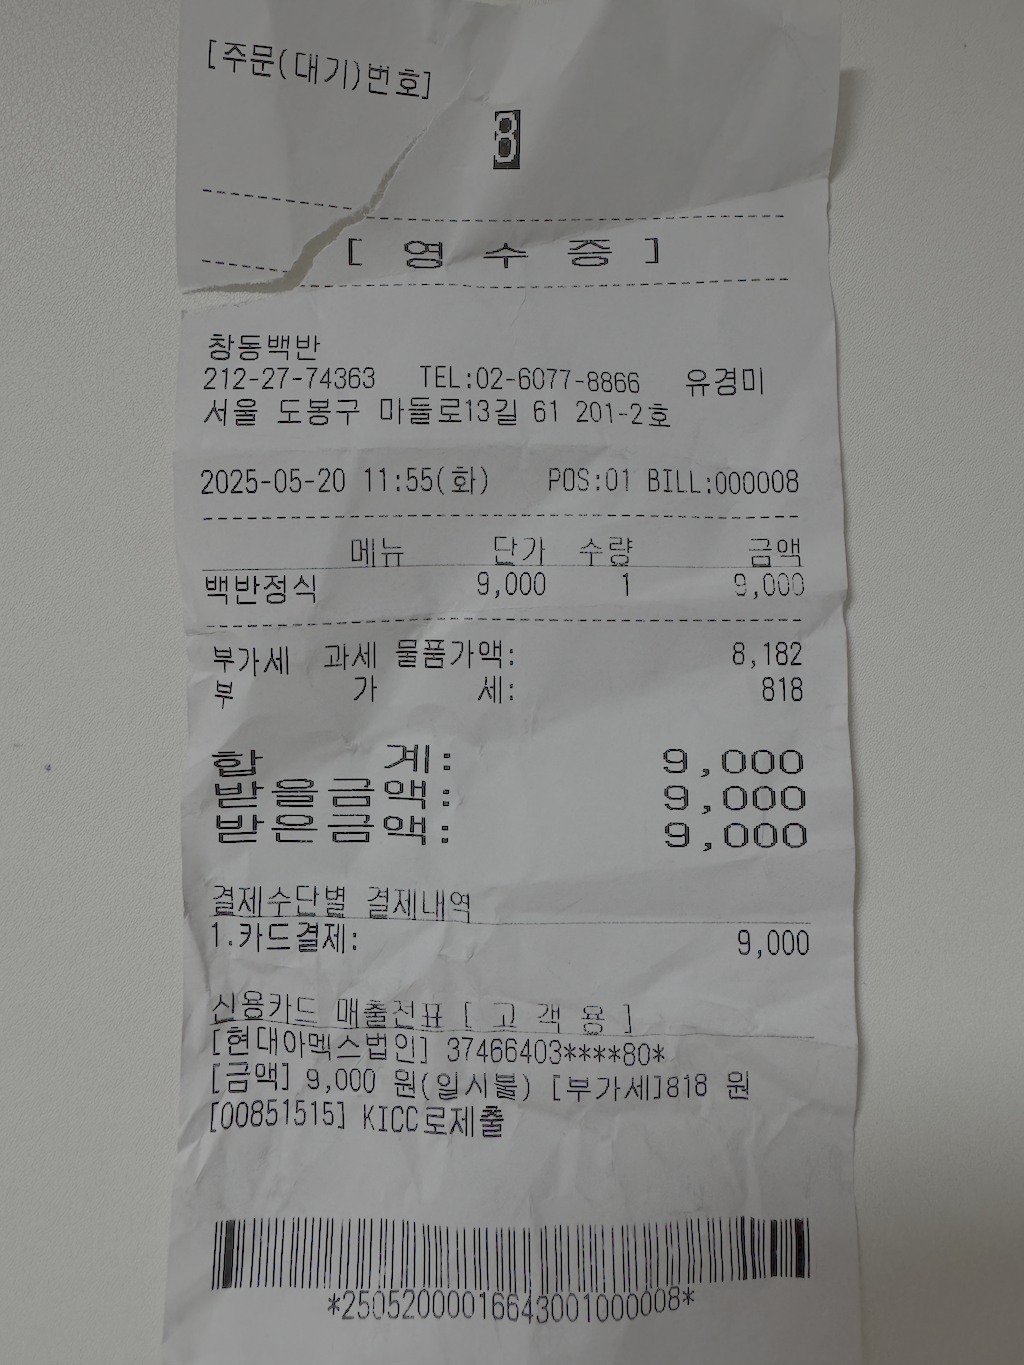 [주문(대기)번호]
8
[ 영 수 증 ]
창동백반
212-27-74363 TEL:02-6077-8866 유경미
서울 도봉구 마들로13길 61 201-2호
2025-05-20 11:55(화) POS:01 BILL:000008
메뉴 단가 수량 금액
백반정식 9,000 1 9,000
부가세 과세 물품가액: 8,182
부 가 세: 818
합 계: 9,000
받을금액: 9,000
받은금액: 9,000
결제수단별 결제내역
1.카드결제: 9,000
신용카드 매출전표 [ 고 객 용 ]
[현대아멕스법인] 37466403****80*
[금액] 9,000 원(일시불) [부가세]818 원
[00851515] KICC로제출
*25052000016643001000008*